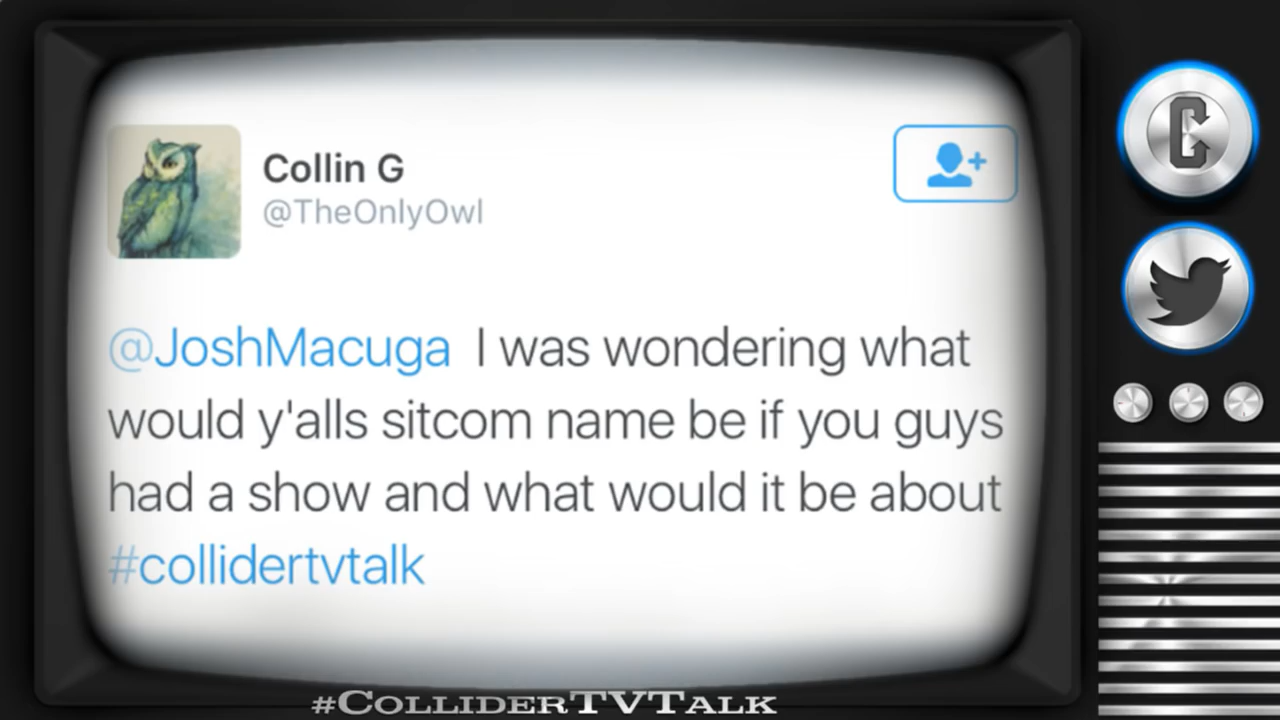 Collin G
@TheOnlyOwl
@JoshMacuga I was wondering what
would y'alls sitcom name be if you guys
had a show and what would it be about
#collidertvtalk
#ColliderTVTalk